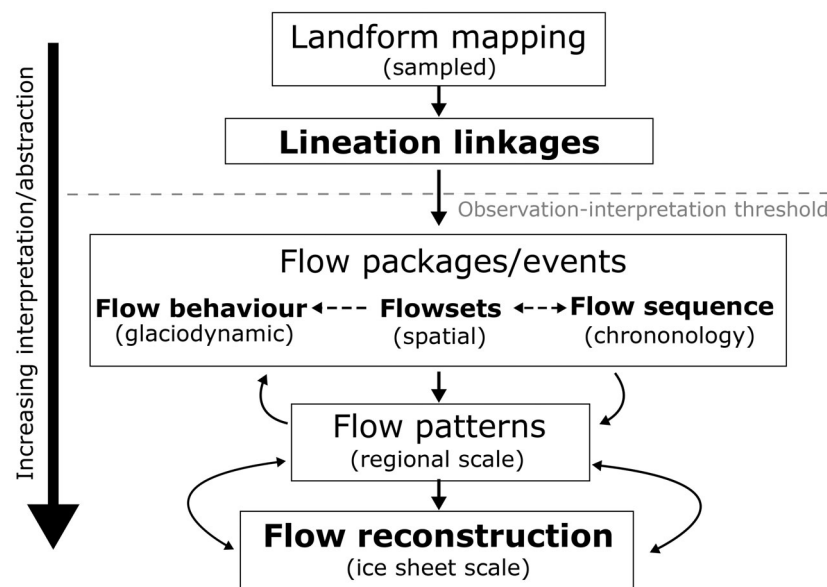 Landform mapping
(sampled)
Lineation linkages
Observation-interpretation threshold
Increasing interpretation/abstraction
Flow packages/events
Flow behaviour
(glaciodynamic)
Flowsets
(spatial)
Flow sequence
(chrononology)
Flow patterns
(regional scale)
Flow reconstruction
(ice sheet scale)